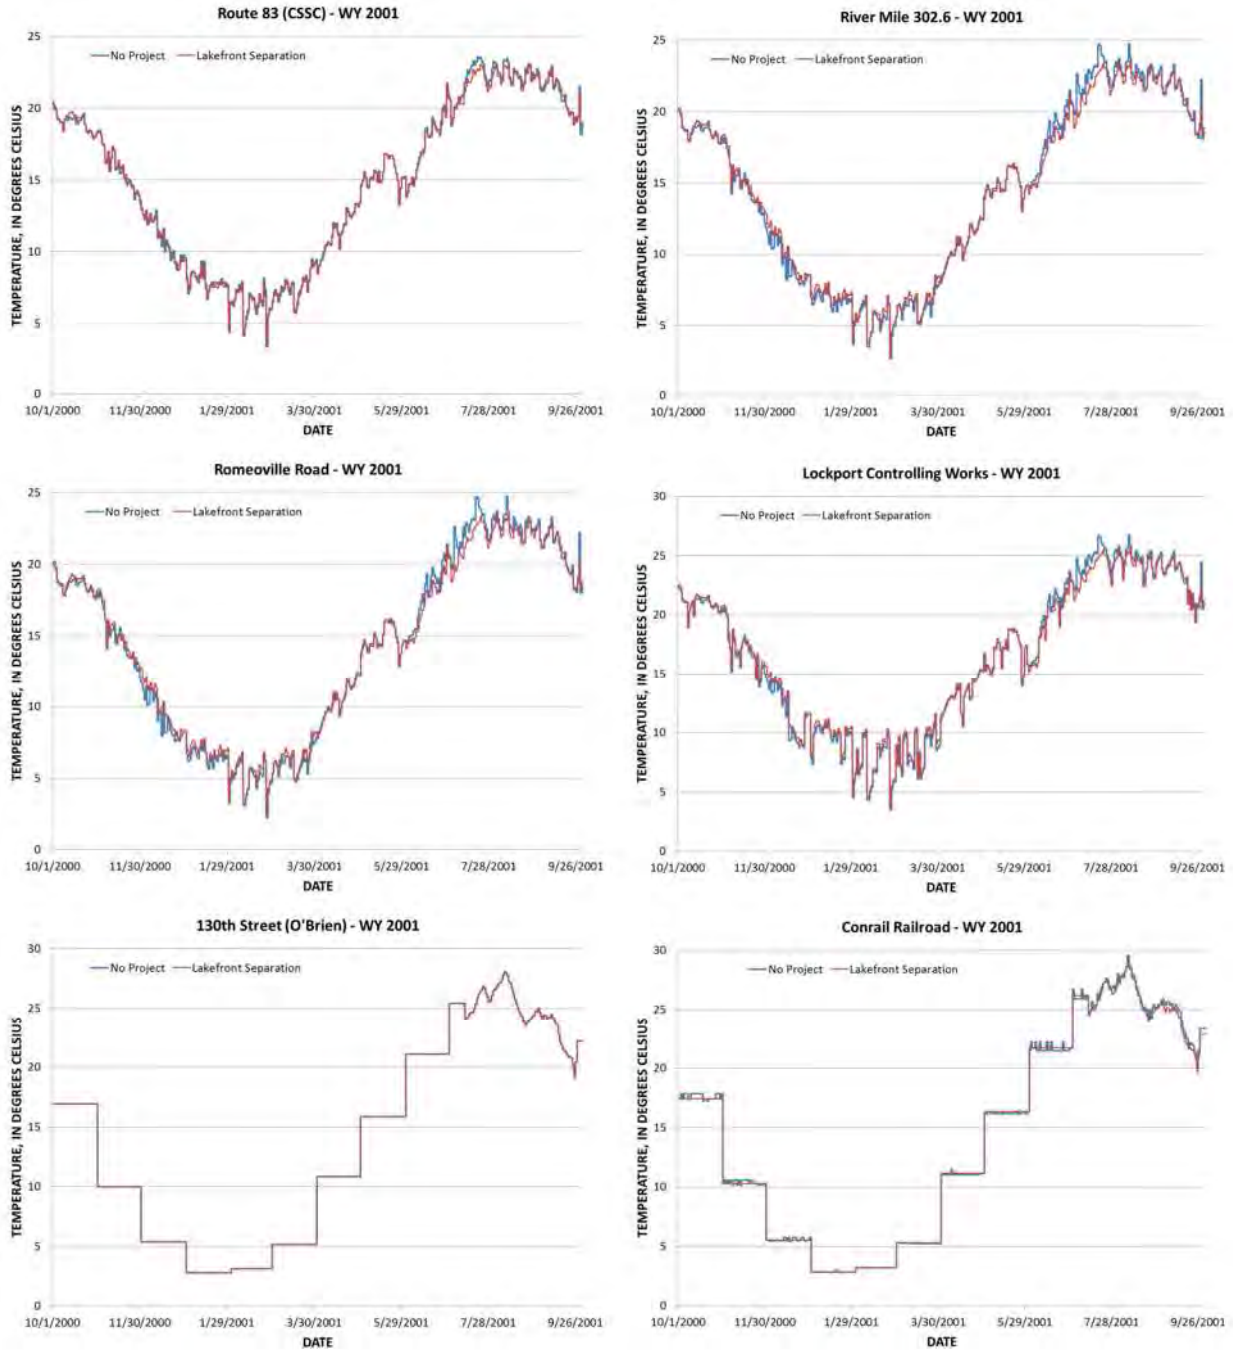 Route 83 (CSSC) - WY 2001
No Project Lakefront Separation
TEMPERATURE, IN DEGREES CELSIUS
25
20
15
10
5
0
10/1/2000 11/30/2000 1/29/2001 3/30/2001 5/29/2001 7/28/2001 9/26/2001
DATE
River Mile 302.6 - WY 2001
No Project Lakefront Separation
TEMPERATURE, IN DEGREES CELSIUS
25
20
15
10
5
0
10/1/2000 11/30/2000 1/29/2001 3/30/2001 5/29/2001 7/28/2001 9/26/2001
DATE
Romeoville Road - WY 2001
No Project Lakefront Separation
TEMPERATURE, IN DEGREES CELSIUS
25
20
15
10
5
0
10/1/2000 11/30/2000 1/29/2001 3/30/2001 5/29/2001 7/28/2001 9/26/2001
DATE
Lockport Controlling Works - WY 2001
No Project Lakefront Separation
TEMPERATURE, IN DEGREES CELSIUS
30
25
20
15
10
5
0
10/1/2000 11/30/2000 1/29/2001 3/30/2001 5/29/2001 7/28/2001 9/26/2001
DATE
130th Street (O'Brien) - WY 2001
No Project Lakefront Separation
TEMPERATURE, IN DEGREES CELSIUS
30
25
20
15
10
5
0
10/1/2000 11/30/2000 1/29/2001 3/30/2001 5/29/2001 7/28/2001 9/26/2001
DATE
Conrail Railroad - WY 2001
No Project Lakefront Separation
TEMPERATURE, IN DEGREES CELSIUS
30
25
20
15
10
5
0
10/1/2000 11/30/2000 1/29/2001 3/30/2001 5/29/2001 7/28/2001 9/26/2001
DATE